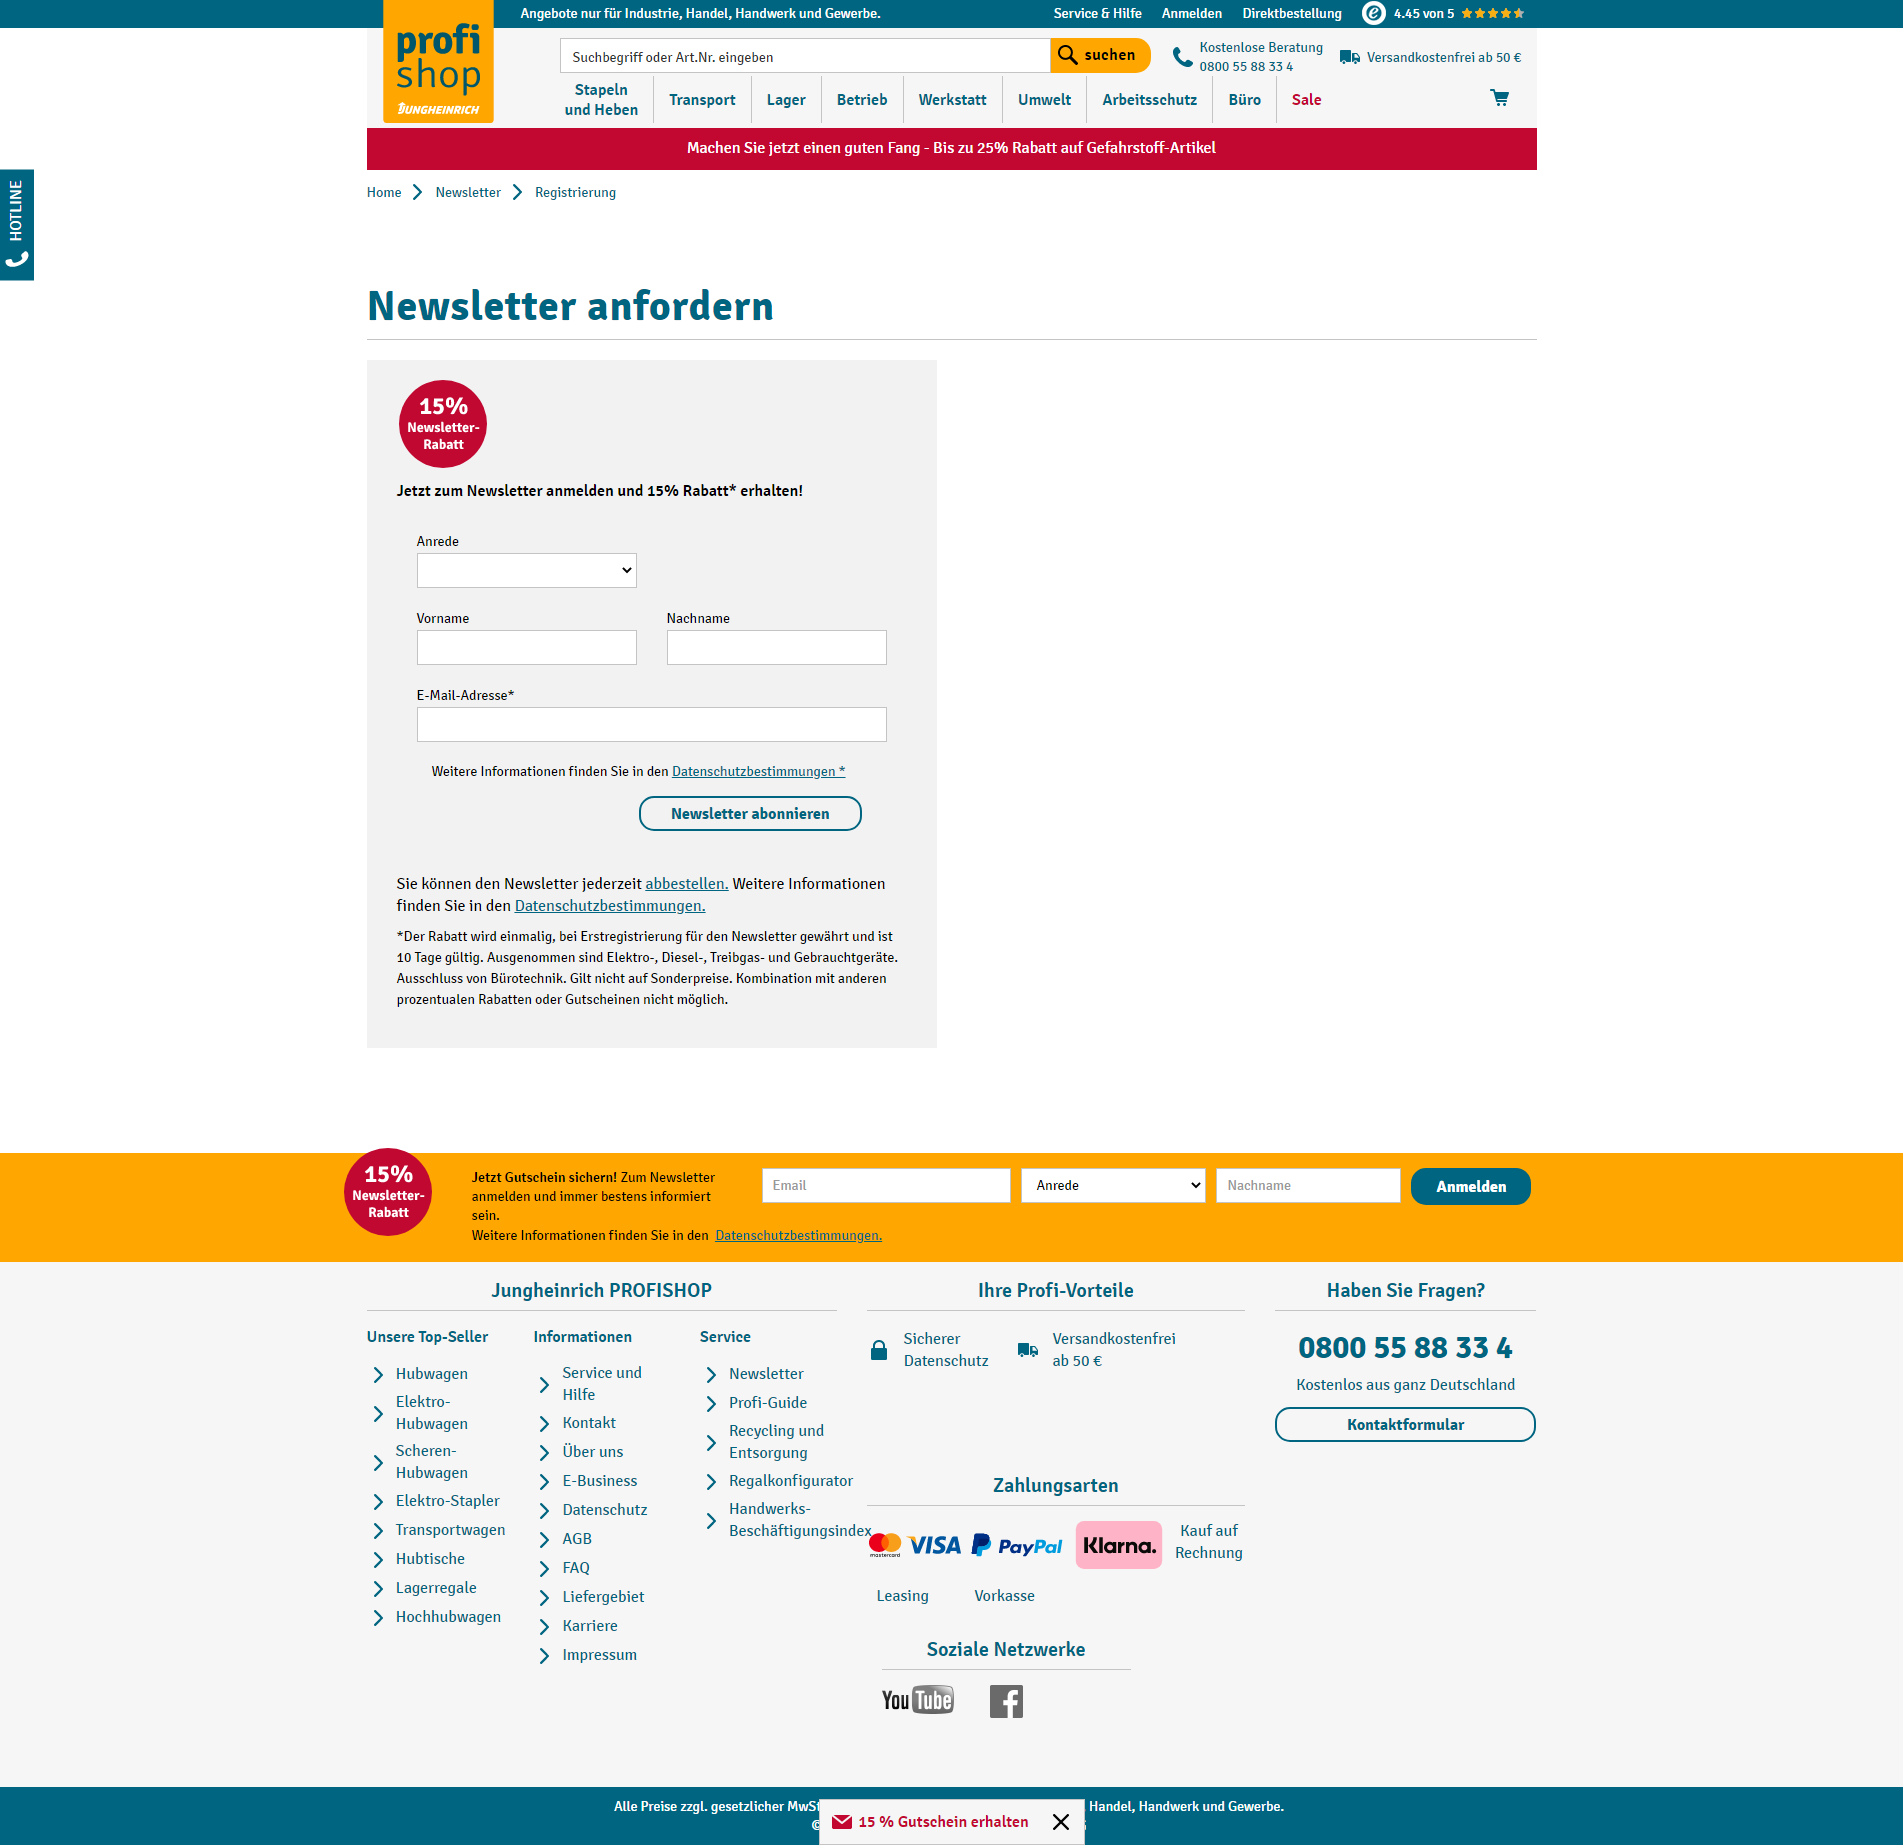 Angebote nur für Industrie, Handel, Handwerk und Gewerbe.
Service & Hilfe
Anmelden
Direktbestellung
4.45 von 5
profi
shop
JUNGHEINRICH
Suchbegriff oder Art.Nr. eingeben
suchen
Kostenlose Beratung
0800 55 88 33 4
Versandkostenfrei ab 50 €
Stapeln
und Heben
Transport
Lager
Betrieb
Werkstatt
Umwelt
Arbeitsschutz
Büro
Sale
Machen Sie jetzt einen guten Fang - Bis zu 25% Rabatt auf Gefahrstoff-Artikel
HOTLINE
Home
Newsletter
Registrierung
Newsletter anfordern
15%
Newsletter-
Rabatt
Jetzt zum Newsletter anmelden und 15% Rabatt* erhalten!
Anrede
Vorname
Nachname
E-Mail-Adresse*
Weitere Informationen finden Sie in den Datenschutzbestimmungen *
Newsletter abonnieren
Sie können den Newsletter jederzeit abbestellen. Weitere Informationen
finden Sie in den Datenschutzbestimmungen.
*Der Rabatt wird einmalig, bei Erstregistrierung für den Newsletter gewährt und ist
10 Tage gültig. Ausgenommen sind Elektro-, Diesel-, Treibgas- und Gebrauchtgeräte.
Ausschluss von Bürotechnik. Gilt nicht auf Sonderpreise. Kombination mit anderen
prozentualen Rabatten oder Gutscheinen nicht möglich.
15%
Newsletter-
Rabatt
Jetzt Gutschein sichern! Zum Newsletter
anmelden und immer bestens informiert
sein.
Weitere Informationen finden Sie in den Datenschutzbestimmungen.
Email
Anrede
Nachname
Anmelden
Jungheinrich PROFISHOP
Unsere Top-Seller
Hubwagen
Elektro-
Hubwagen
Scheren-
Hubwagen
Elektro-Stapler
Transportwagen
Hubtische
Lagerregale
Hochhubwagen
Informationen
Service und
Hilfe
Kontakt
Über uns
E-Business
Datenschutz
AGB
FAQ
Liefergebiet
Karriere
Impressum
Service
Newsletter
Profi-Guide
Recycling und
Entsorgung
Regalkonfigurator
Handwerks-
Beschäftigungsindex
Ihre Profi-Vorteile
Sicherer
Datenschutz
Versandkostenfrei
ab 50 €
Zahlungsarten
mastercard
VISA
PayPal
Klarna.
Kauf auf
Rechnung
Leasing
Vorkasse
Soziale Netzwerke
YouTube
f
Haben Sie Fragen?
0800 55 88 33 4
Kostenlos aus ganz Deutschland
Kontaktformular
Alle Preise zzgl. gesetzlicher
Handel, Handwerk und Gewerbe.
©
15 % Gutschein erhalten